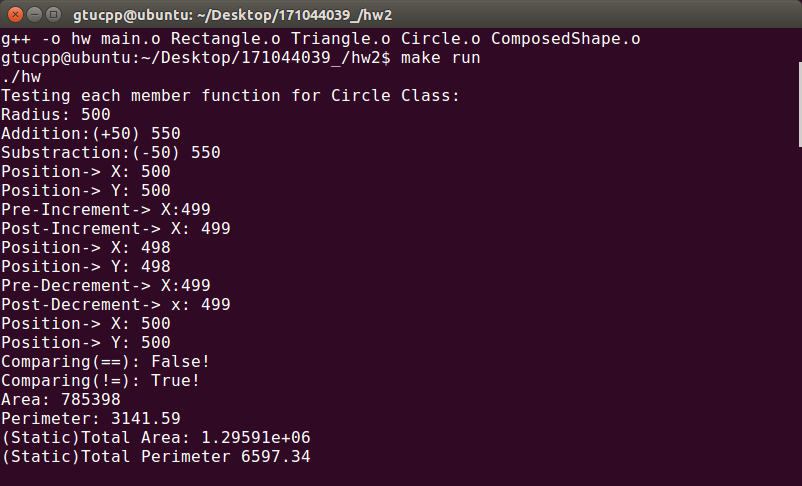 gtucpp@ubuntu: ~/Desktop/171044039_/hw2
g++ -o hw main.o Rectangle.o Triangle.o Circle.o ComposedShape.o
gtucpp@ubuntu:~/Desktop/171044039_/hw2$ make run
./hw
Testing each member function for Circle Class:
Radius: 500
Addition:(+50) 550
Substraction:(-50) 550
Position-> X: 500
Position-> Y: 500
Pre-Increment-> X:499
Post-Increment-> X: 499
Position-> X: 498
Position-> Y: 498
Pre-Decrement-> X:499
Post-Decrement-> x: 499
Position-> X: 500
Position-> Y: 500
Comparing(==): False!
Comparing(!=): True!
Area: 785398
Perimeter: 3141.59
(Static)Total Area: 1.29591e+06
(Static)Total Perimeter 6597.34